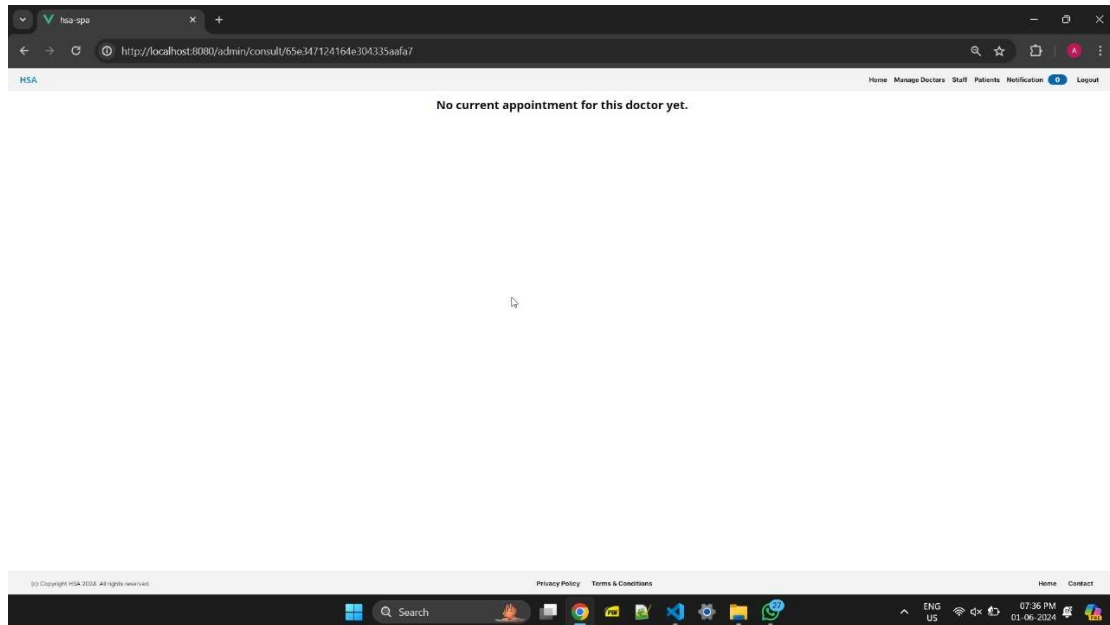 hsa-spa
http://localhost:8080/admin/consult/65e347124164e304335aafa7
A
HSA
Home Manage Doctors Staff Patients Notification 0 Logout
No current appointment for this doctor yet.
(c) Copyright HSA 2024. All rights reserved.
Privacy Policy Terms & Conditions
Home Contact
Search
PDF
27
ENG
US
07:36 PM
01-06-2024